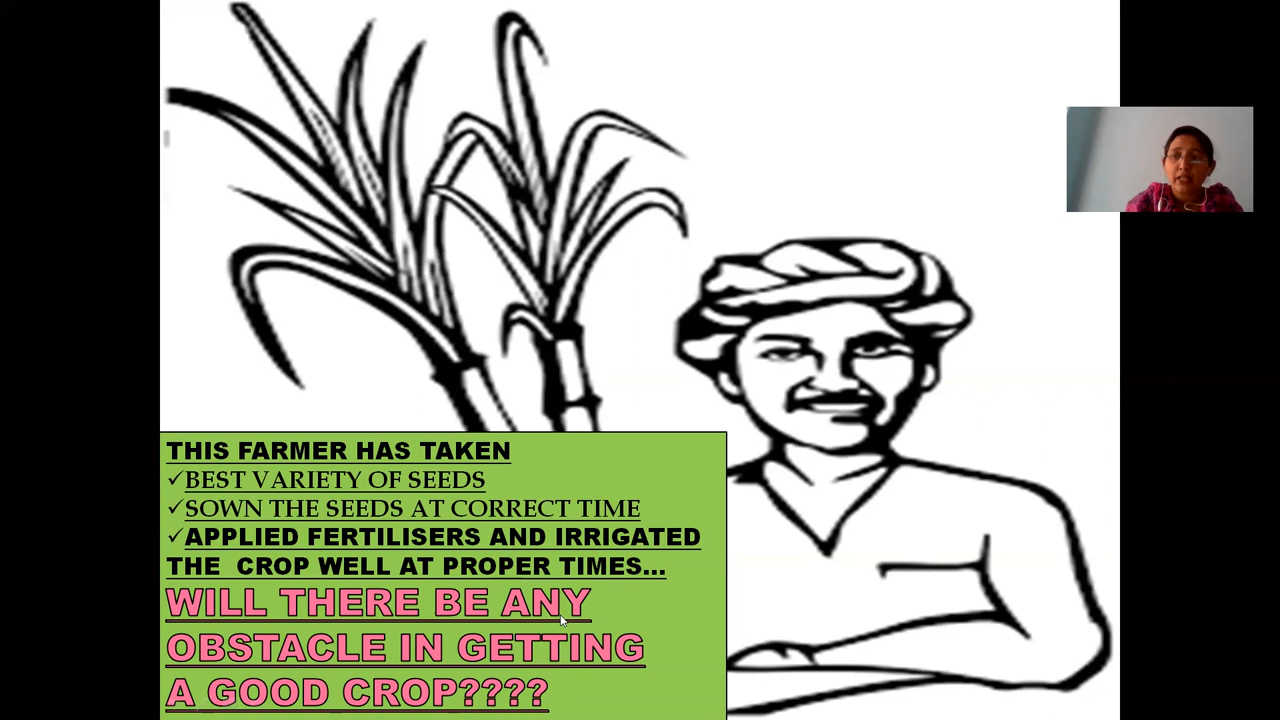 THIS FARMER HAS TAKEN
✓BEST VARIETY OF SEEDS
✓SOWN THE SEEDS AT CORRECT TIME
✓APPLIED FERTILISERS AND IRRIGATED
THE CROP WELL AT PROPER TIMES...
WILL THERE BE ANY
OBSTACLE IN GETTING
A GOOD CROP????